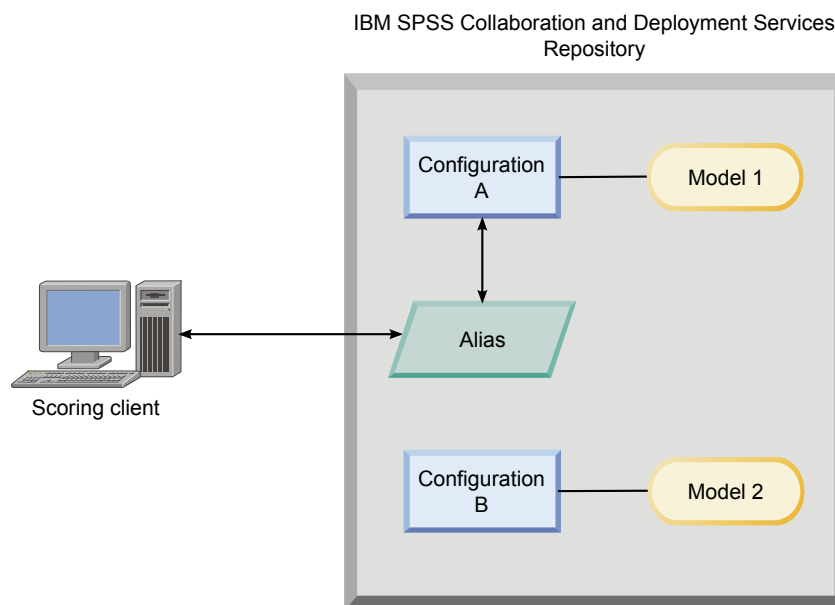 IBM SPSS Collaboration and Deployment Services
Repository
Configuration
A
Model 1
Alias
Scoring client
Configuration
B
Model 2